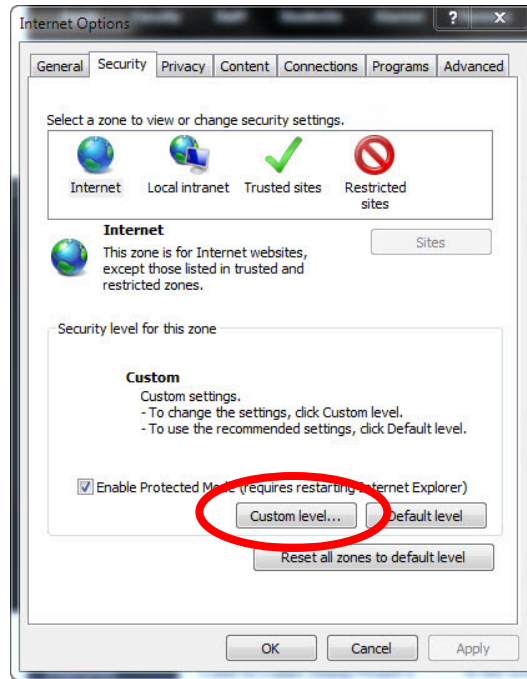 Internet Options
? X
General Security Privacy Content Connections Programs Advanced
Select a zone to view or change security settings.
Internet Local intranet Trusted sites Restricted
sites
Internet
Sites
This zone is for Internet websites,
except those listed in trusted and
restricted zones.
Security level for this zone
Custom
Custom settings.
- To change the settings, click Custom level.
- To use the recommended settings, click Default level.
Enable Protected Mode (requires restarting Internet Explorer)
Custom level... Default level
Reset all zones to default level
OK Cancel Apply